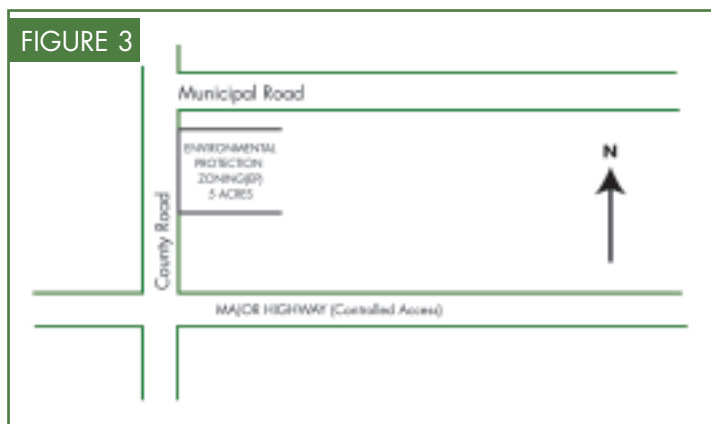 FIGURE 3
Municipal Road
ENVIRONMENTAL
PROTECTION
ZONING(EP)
5 ACRES
N
County Road
MAJOR HIGHWAY (Controlled Access)